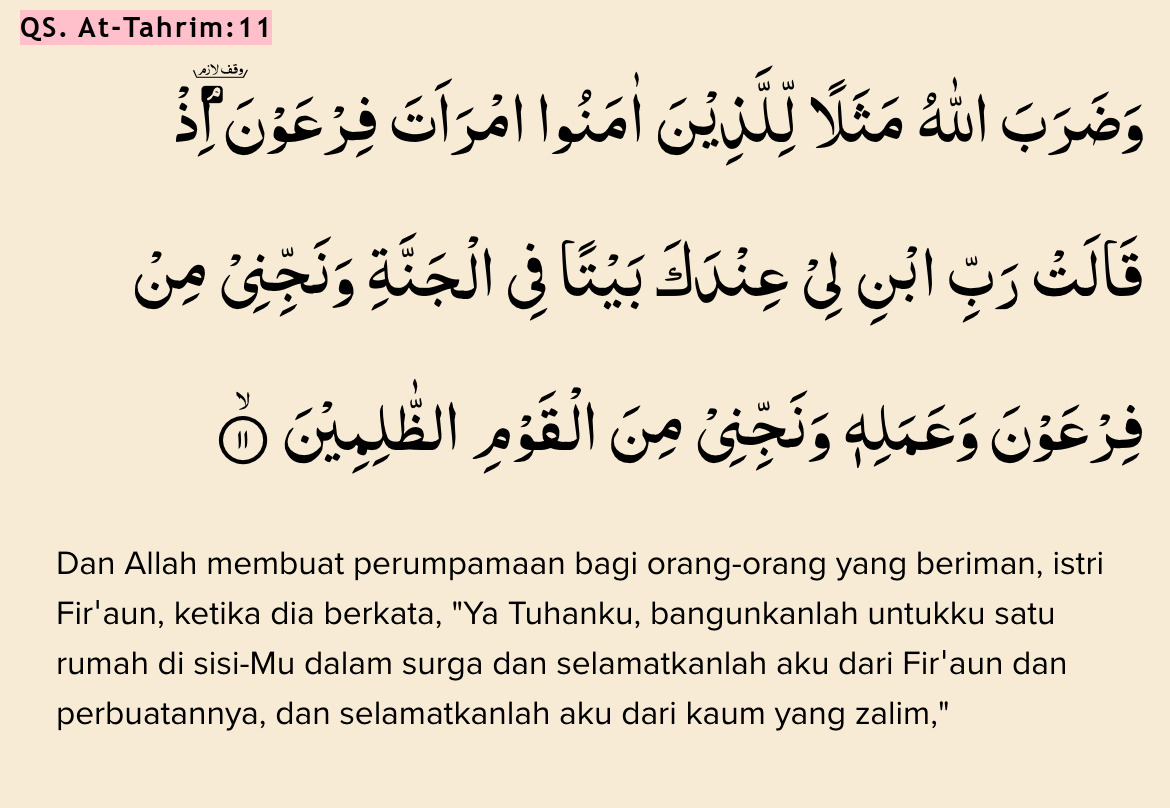 QS. At-Tahrim:11
وقف لازم
وَضَرَبَ اللّٰهُ مَثَلًا لِّلَّذِيْنَ اٰمَنُوا امْرَاَتَ فِرْعَوْنَۘ اِذْ
قَالَتْ رَبِّ ابْنِ لِيْ عِنْدَكَ بَيْتًا فِى الْجَنَّةِ وَنَجِّنِيْ مِنْ
فِرْعَوْنَ وَعَمَلِهٖ وَنَجِّنِيْ مِنَ الْقَوْمِ الظّٰلِمِيْنَۙ ١١
Dan Allah membuat perumpamaan bagi orang-orang yang beriman, istri
Fir'aun, ketika dia berkata, "Ya Tuhanku, bangunkanlah untukku satu
rumah di sisi-Mu dalam surga dan selamatkanlah aku dari Fir'aun dan
perbuatannya, dan selamatkanlah aku dari kaum yang zalim,"